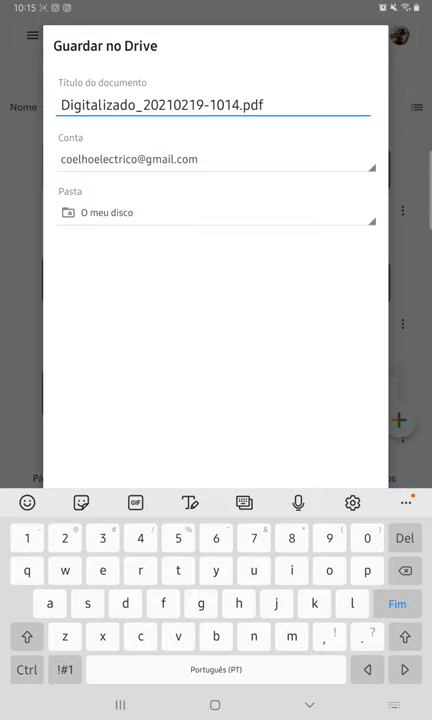 10:15
Guardar no Drive
Título do documento
Digitalizado_20210219-1014.pdf
Nome
Conta
coelhoelectrico@gmail.com
Pasta
O meu disco
GIF
1 2 3 4 5 6 7 8 9 0 Del
q w e r t y u i o p
a s d f g h j k l Fim
z x c v b n m , ! . ?
Ctrl !#1 Português (PT)